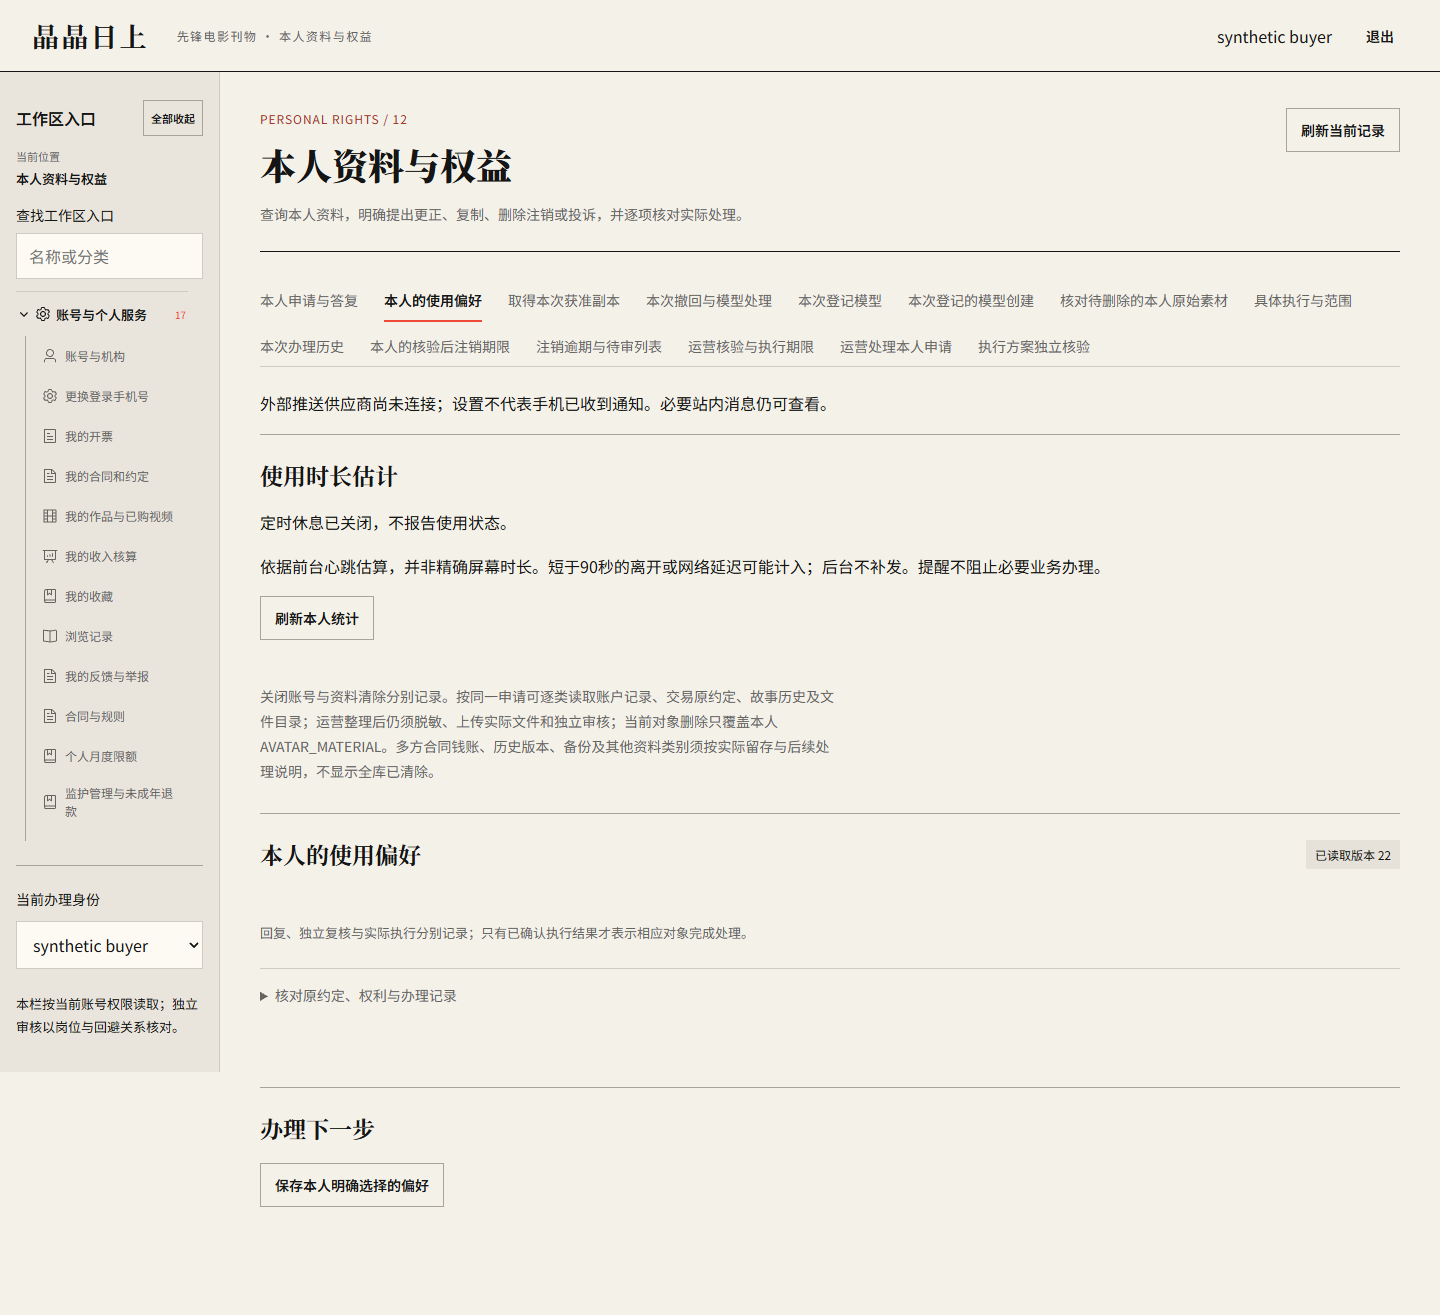 晶晶日上
先锋电影刊物 · 本人资料与权益
synthetic buyer
退出
工作区入口
全部收起
当前位置
本人资料与权益
查找工作区入口
名称或分类
账号与个人服务 17
账号与机构
更换登录手机号
我的开票
我的合同和约定
我的作品与已购视频
我的收入核算
我的收藏
浏览记录
我的反馈与举报
合同与规则
个人月度限额
监护管理与未成年退
款
当前办理身份
synthetic buyer
本栏按当前账号权限读取；独立
审核以岗位与回避关系核对。
PERSONAL RIGHTS / 12
本人资料与权益
刷新当前记录
查询本人资料，明确提出更正、复制、删除注销或投诉，并逐项核对实际处理。
本人申请与答复 本人的使用偏好 取得本次获准副本 本次撤回与模型处理 本次登记模型 本次登记的模型创建 核对待删除的本人原始素材 具体执行与范围
本次办理历史 本人的核验后注销期限 注销逾期与待审列表 运营核验与执行期限 运营处理本人申请 执行方案独立核验
外部推送供应商尚未连接；设置不代表手机已收到通知。必要站内消息仍可查看。
使用时长估计
定时休息已关闭，不报告使用状态。
依据前台心跳估算，并非精确屏幕时长。短于90秒的离开或网络延迟可能计入；后台不补发。提醒不阻止必要业务办理。
刷新本人统计
关闭账号与资料清除分别记录。按同一申请可逐类读取账户记录、交易原约定、故事历史及文
件目录；运营整理后仍须脱敏、上传实际文件和独立审核；当前对象删除只覆盖本人
AVATAR_MATERIAL。多方合同钱账、历史版本、备份及其他资料类别须按实际留存与后续处
理说明，不显示全库已清除。
本人的使用偏好
已读取版本 22
回复、独立复核与实际执行分别记录；只有已确认执行结果才表示相应对象完成处理。
核对原约定、权利与办理记录
办理下一步
保存本人明确选择的偏好